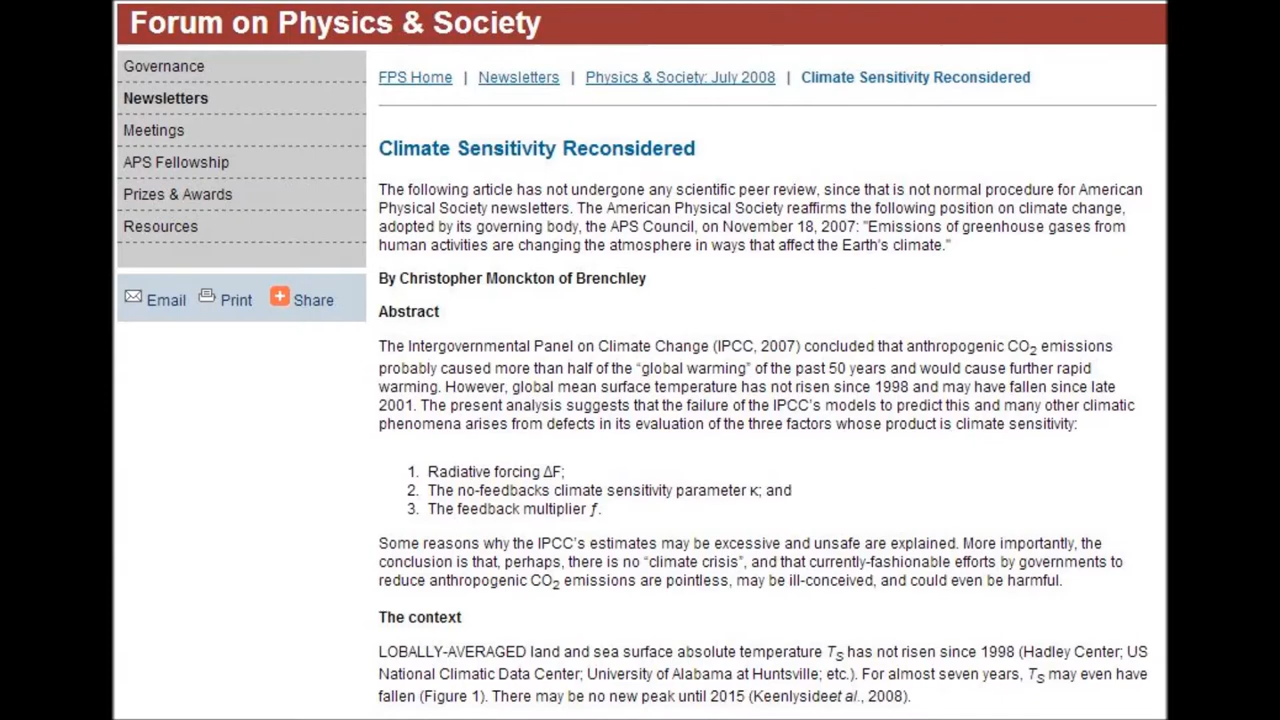 Forum on Physics & Society
Governance
Newsletters
Meetings
APS Fellowship
Prizes & Awards
Resources
Email Print Share
FPS Home | Newsletters | Physics & Society: July 2008 | Climate Sensitivity Reconsidered
Climate Sensitivity Reconsidered
The following article has not undergone any scientific peer review, since that is not normal procedure for American
Physical Society newsletters. The American Physical Society reaffirms the following position on climate change,
adopted by its governing body, the APS Council, on November 18, 2007: "Emissions of greenhouse gases from
human activities are changing the atmosphere in ways that affect the Earth's climate."
By Christopher Monckton of Brenchley
Abstract
The Intergovernmental Panel on Climate Change (IPCC, 2007) concluded that anthropogenic CO2 emissions
probably caused more than half of the “global warming” of the past 50 years and would cause further rapid
warming. However, global mean surface temperature has not risen since 1998 and may have fallen since late
2001. The present analysis suggests that the failure of the IPCC’s models to predict this and many other climatic
phenomena arises from defects in its evaluation of the three factors whose product is climate sensitivity:
1. Radiative forcing ΔF;
2. The no-feedbacks climate sensitivity parameter κ; and
3. The feedback multiplier ƒ.
Some reasons why the IPCC’s estimates may be excessive and unsafe are explained. More importantly, the
conclusion is that, perhaps, there is no “climate crisis”, and that currently-fashionable efforts by governments to
reduce anthropogenic CO2 emissions are pointless, may be ill-conceived, and could even be harmful.
The context
LOBALLY-AVERAGED land and sea surface absolute temperature TS has not risen since 1998 (Hadley Center; US
National Climatic Data Center; University of Alabama at Huntsville; etc.). For almost seven years, TS may even have
fallen (Figure 1). There may be no new peak until 2015 (Keenlysideet al., 2008).